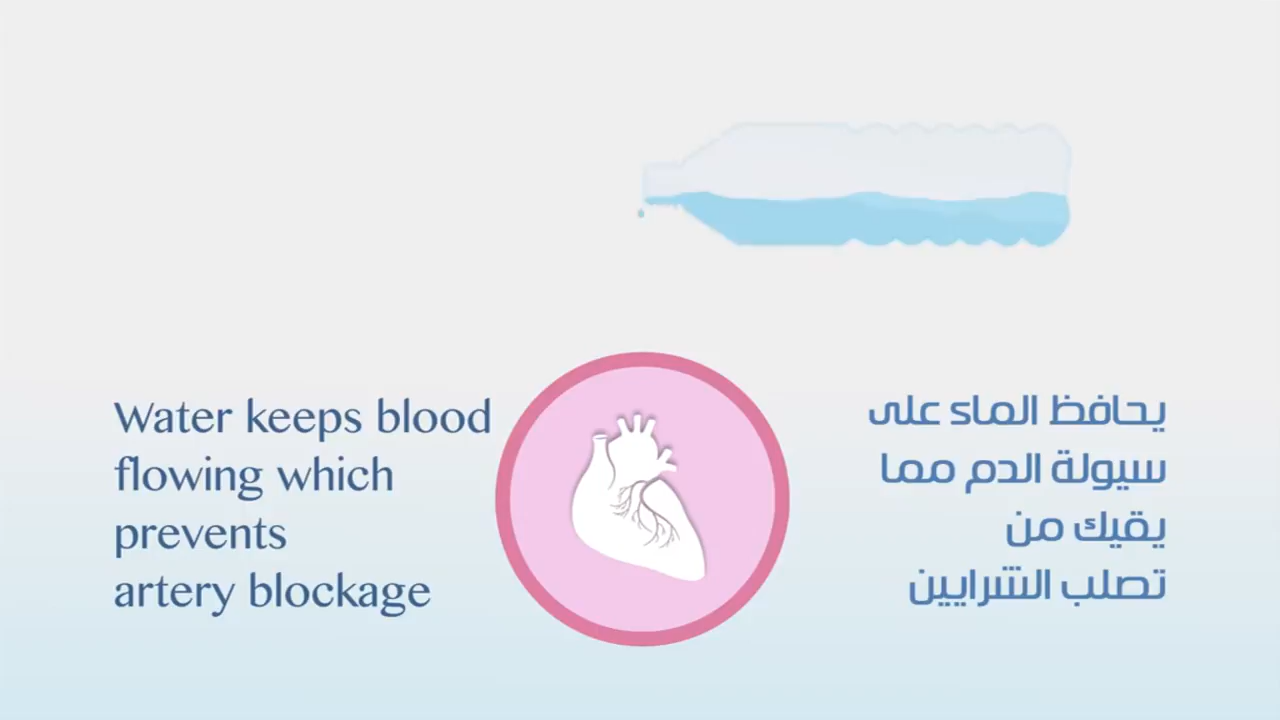 Water keeps blood
flowing which
prevents
artery blockage
يحافظ الماء على
سيولة الدم مما
يقيك من
تصلب الشرايين